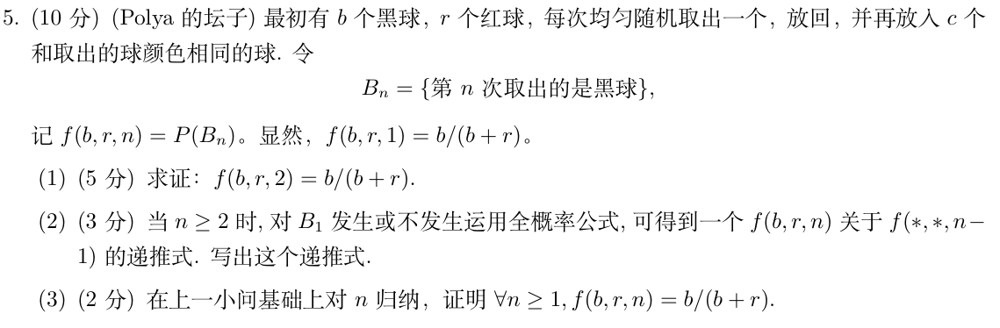 5. (10 分) (Polya 的坛子) 最初有 b 个黑球, r 个红球, 每次均匀随机取出一个, 放回, 并再放入 c 个
和取出的球颜色相同的球. 令
B_n = {第 n 次取出的是黑球},
记 f(b, r, n) = P(B_n)。显然, f(b, r, 1) = b/(b + r)。
(1) (5 分) 求证: f(b, r, 2) = b/(b + r).
(2) (3 分) 当 n ≥ 2 时, 对 B_1 发生或不发生运用全概率公式, 可得到一个 f(b, r, n) 关于 f(∗, ∗, n−
1) 的递推式. 写出这个递推式.
(3) (2 分) 在上一小问基础上对 n 归纳, 证明 ∀n ≥ 1, f(b, r, n) = b/(b + r).